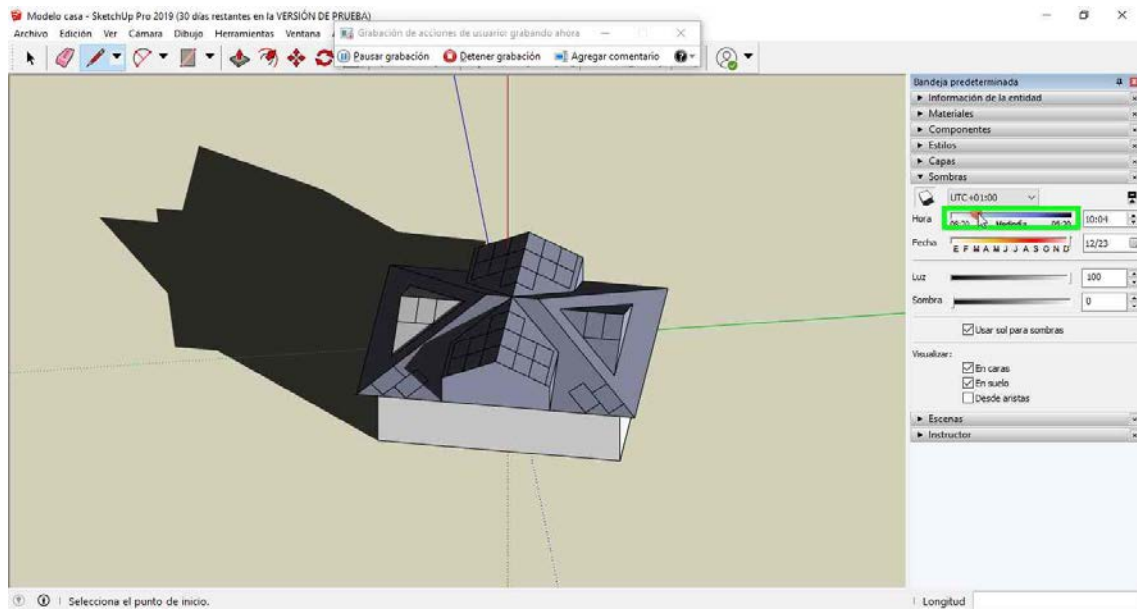 Modelo casa - SketchUp Pro 2019 (30 días restantes en la VERSIÓN DE PRUEBA)
Archivo Edición Ver Cámara Dibujo Herramientas Ventana
Grabación de acciones de usuario: grabando ahora
Pausar grabación Detener grabación Agregar comentario
Bandeja predeterminada
Información de la entidad
Materiales
Componentes
Estilos
Capas
Sombras
UTC+01:00
Hora Mediodía 10:04
Fecha E F M A M J J A S O N D 12/23
Luz 100
Sombra 0
Usar sol para sombras
Visualizar:
En caras
En suelo
Desde aristas
Escenas
Instructor
Selecciona el punto de inicio.
Longitud